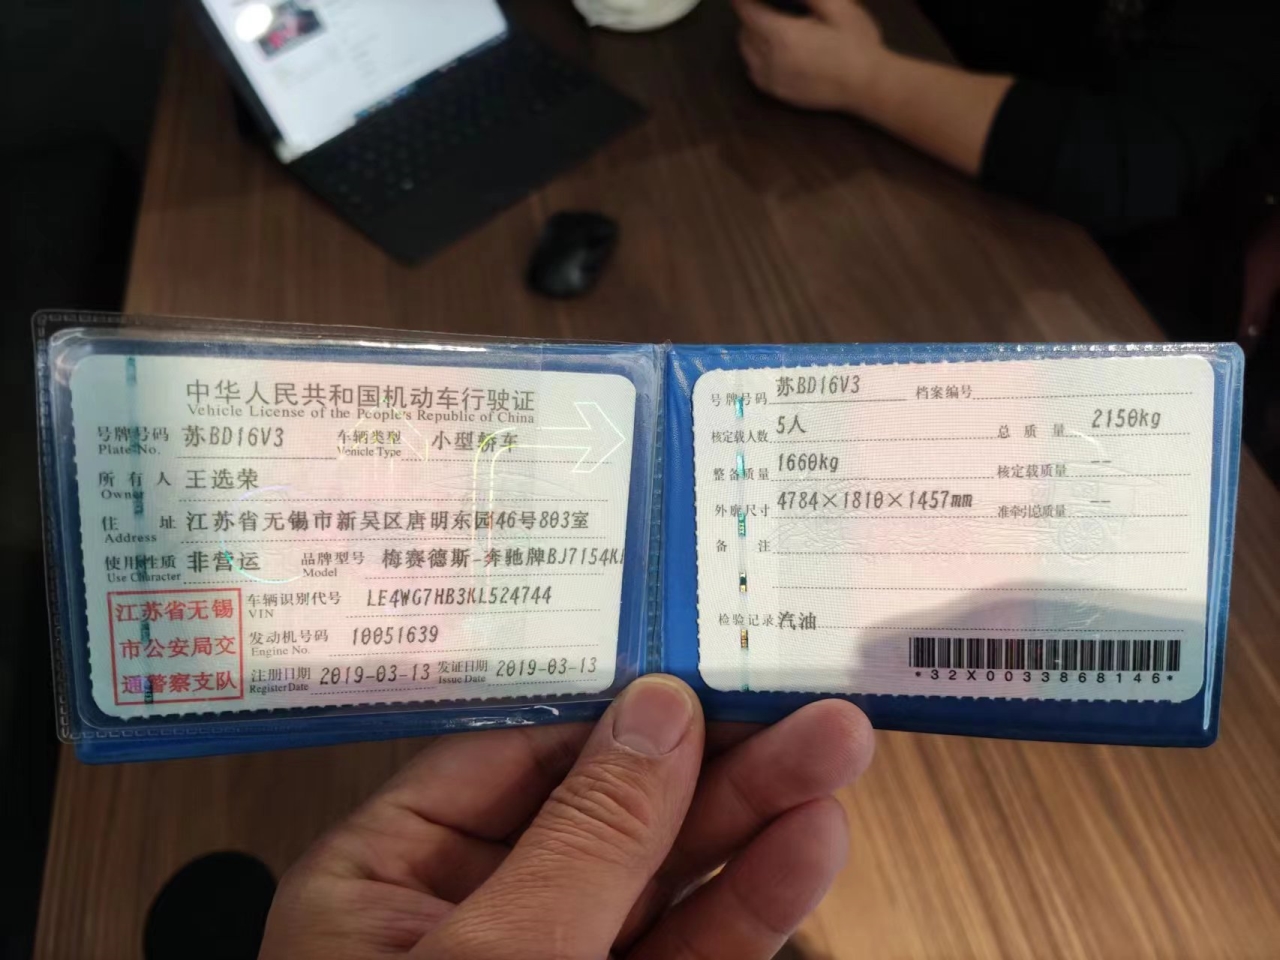 中华人民共和国机动车行驶证
Vehicle License of the People's Republic of China
号牌号码 苏BD16V3 车辆类型 小型轿车
Plate No. Vehicle Type
所有人 王选荣
Owner
住址 江苏省无锡市新吴区唐明东园46号803室
Address
使用性质 非营运 品牌型号 梅赛德斯-奔驰牌BJ7154K
Use Character Model
江苏省无锡
市公安局交
通警察支队
车辆识别代号 LE4WG7HB3KL524744
VIN
发动机号码 10051639
Engine No.
注册日期 2019-03-13 发证日期 2019-03-13
Register Date Issue Date
号牌号码 苏BD16V3 档案编号
核定载人数 5人 总质量 2150kg
整备质量 1660kg 核定载质量 --
外廓尺寸 4784×1810×1457mm 准牵引总质量 --
备注
检验记录 汽油
*32X0033868146*